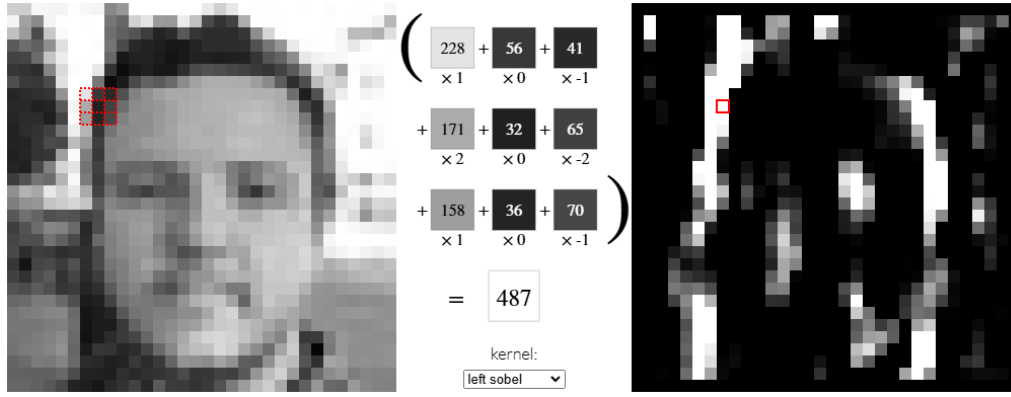 ( 228 + 56 + 41
× 1 × 0 × -1
+ 171 + 32 + 65
× 2 × 0 × -2
+ 158 + 36 + 70 )
× 1 × 0 × -1
= 487
kernel:
left sobel